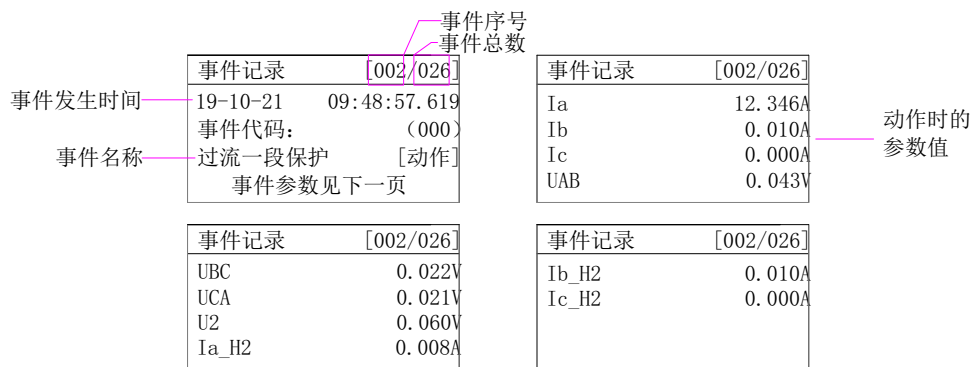 事件序号
事件总数
事件记录 [002/026]
事件发生时间
19-10-21 09:48:57.619
事件代码： （000）
事件名称
过流一段保护 [动作]
事件参数见下一页
事件记录 [002/026]
Ia 12.346A
Ib 0.010A
Ic 0.000A
UAB 0.043V
动作时的
参数值
事件记录 [002/026]
UBC 0.022V
UCA 0.021V
U2 0.060V
Ia_H2 0.008A
事件记录 [002/026]
Ib_H2 0.010A
Ic_H2 0.000A